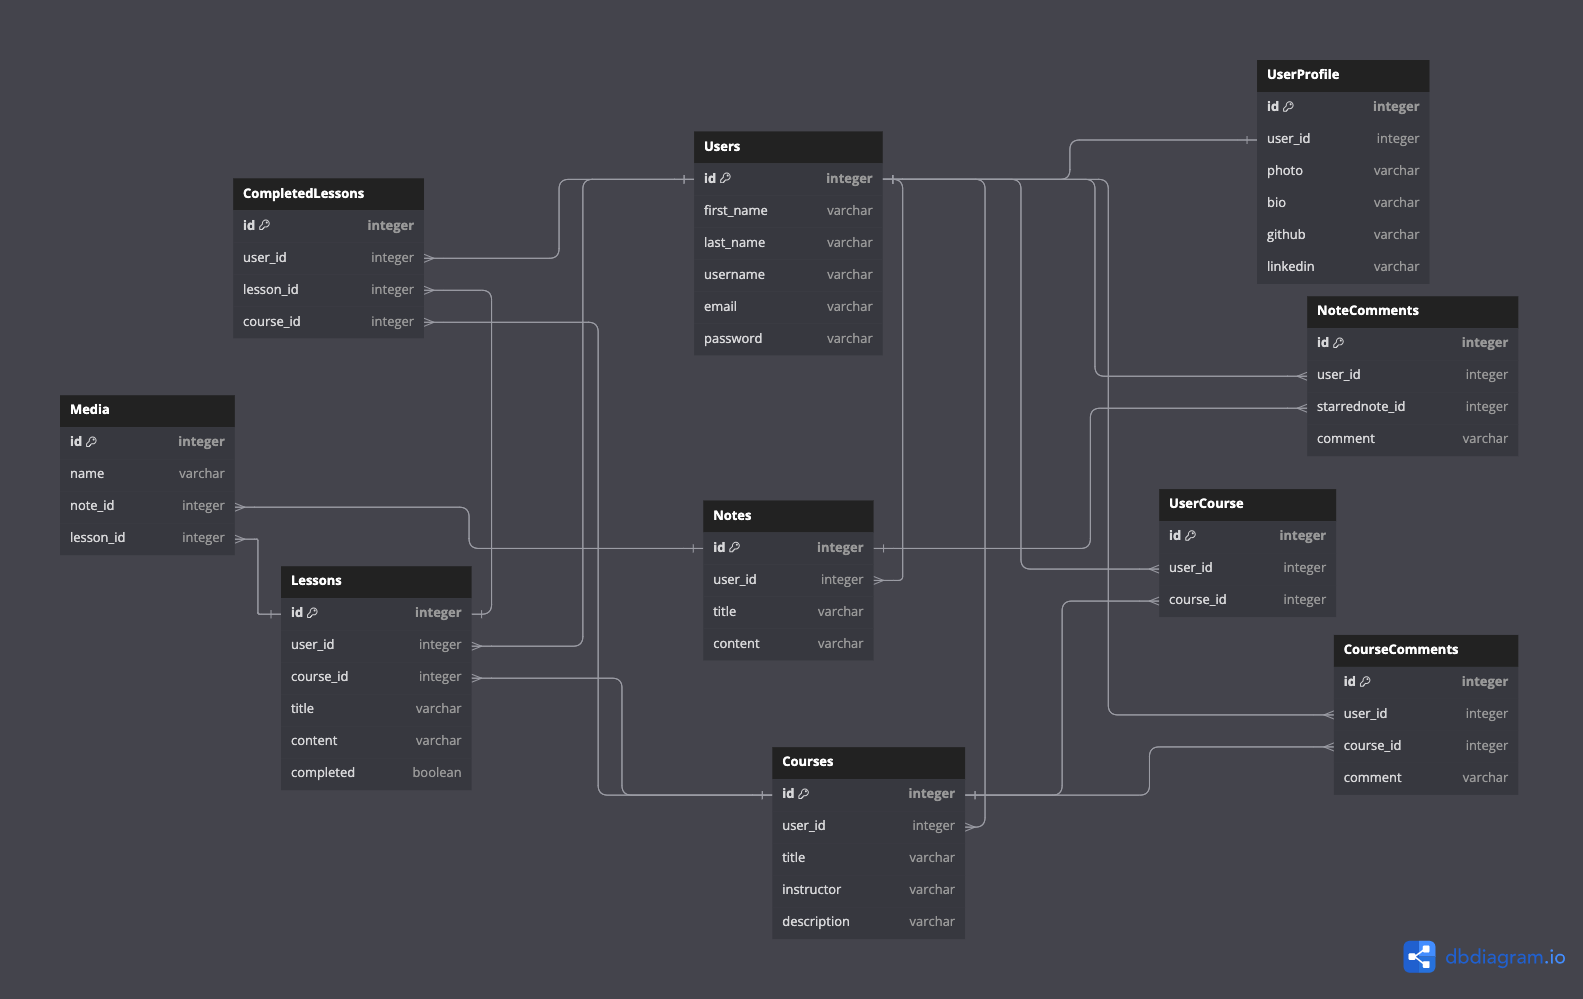 UserProfile
id integer
user_id integer
photo varchar
bio varchar
github varchar
linkedin varchar
Users
id integer
first_name varchar
last_name varchar
username varchar
email varchar
password varchar
CompletedLessons
id integer
user_id integer
lesson_id integer
course_id integer
NoteComments
id integer
user_id integer
starrednote_id integer
comment varchar
Media
id integer
name varchar
note_id integer
lesson_id integer
UserCourse
id integer
user_id integer
course_id integer
Notes
id integer
user_id integer
title varchar
content varchar
Lessons
id integer
user_id integer
course_id integer
title varchar
content varchar
completed boolean
CourseComments
id integer
user_id integer
course_id integer
comment varchar
Courses
id integer
user_id integer
title varchar
instructor varchar
description varchar
dbdiagram.io